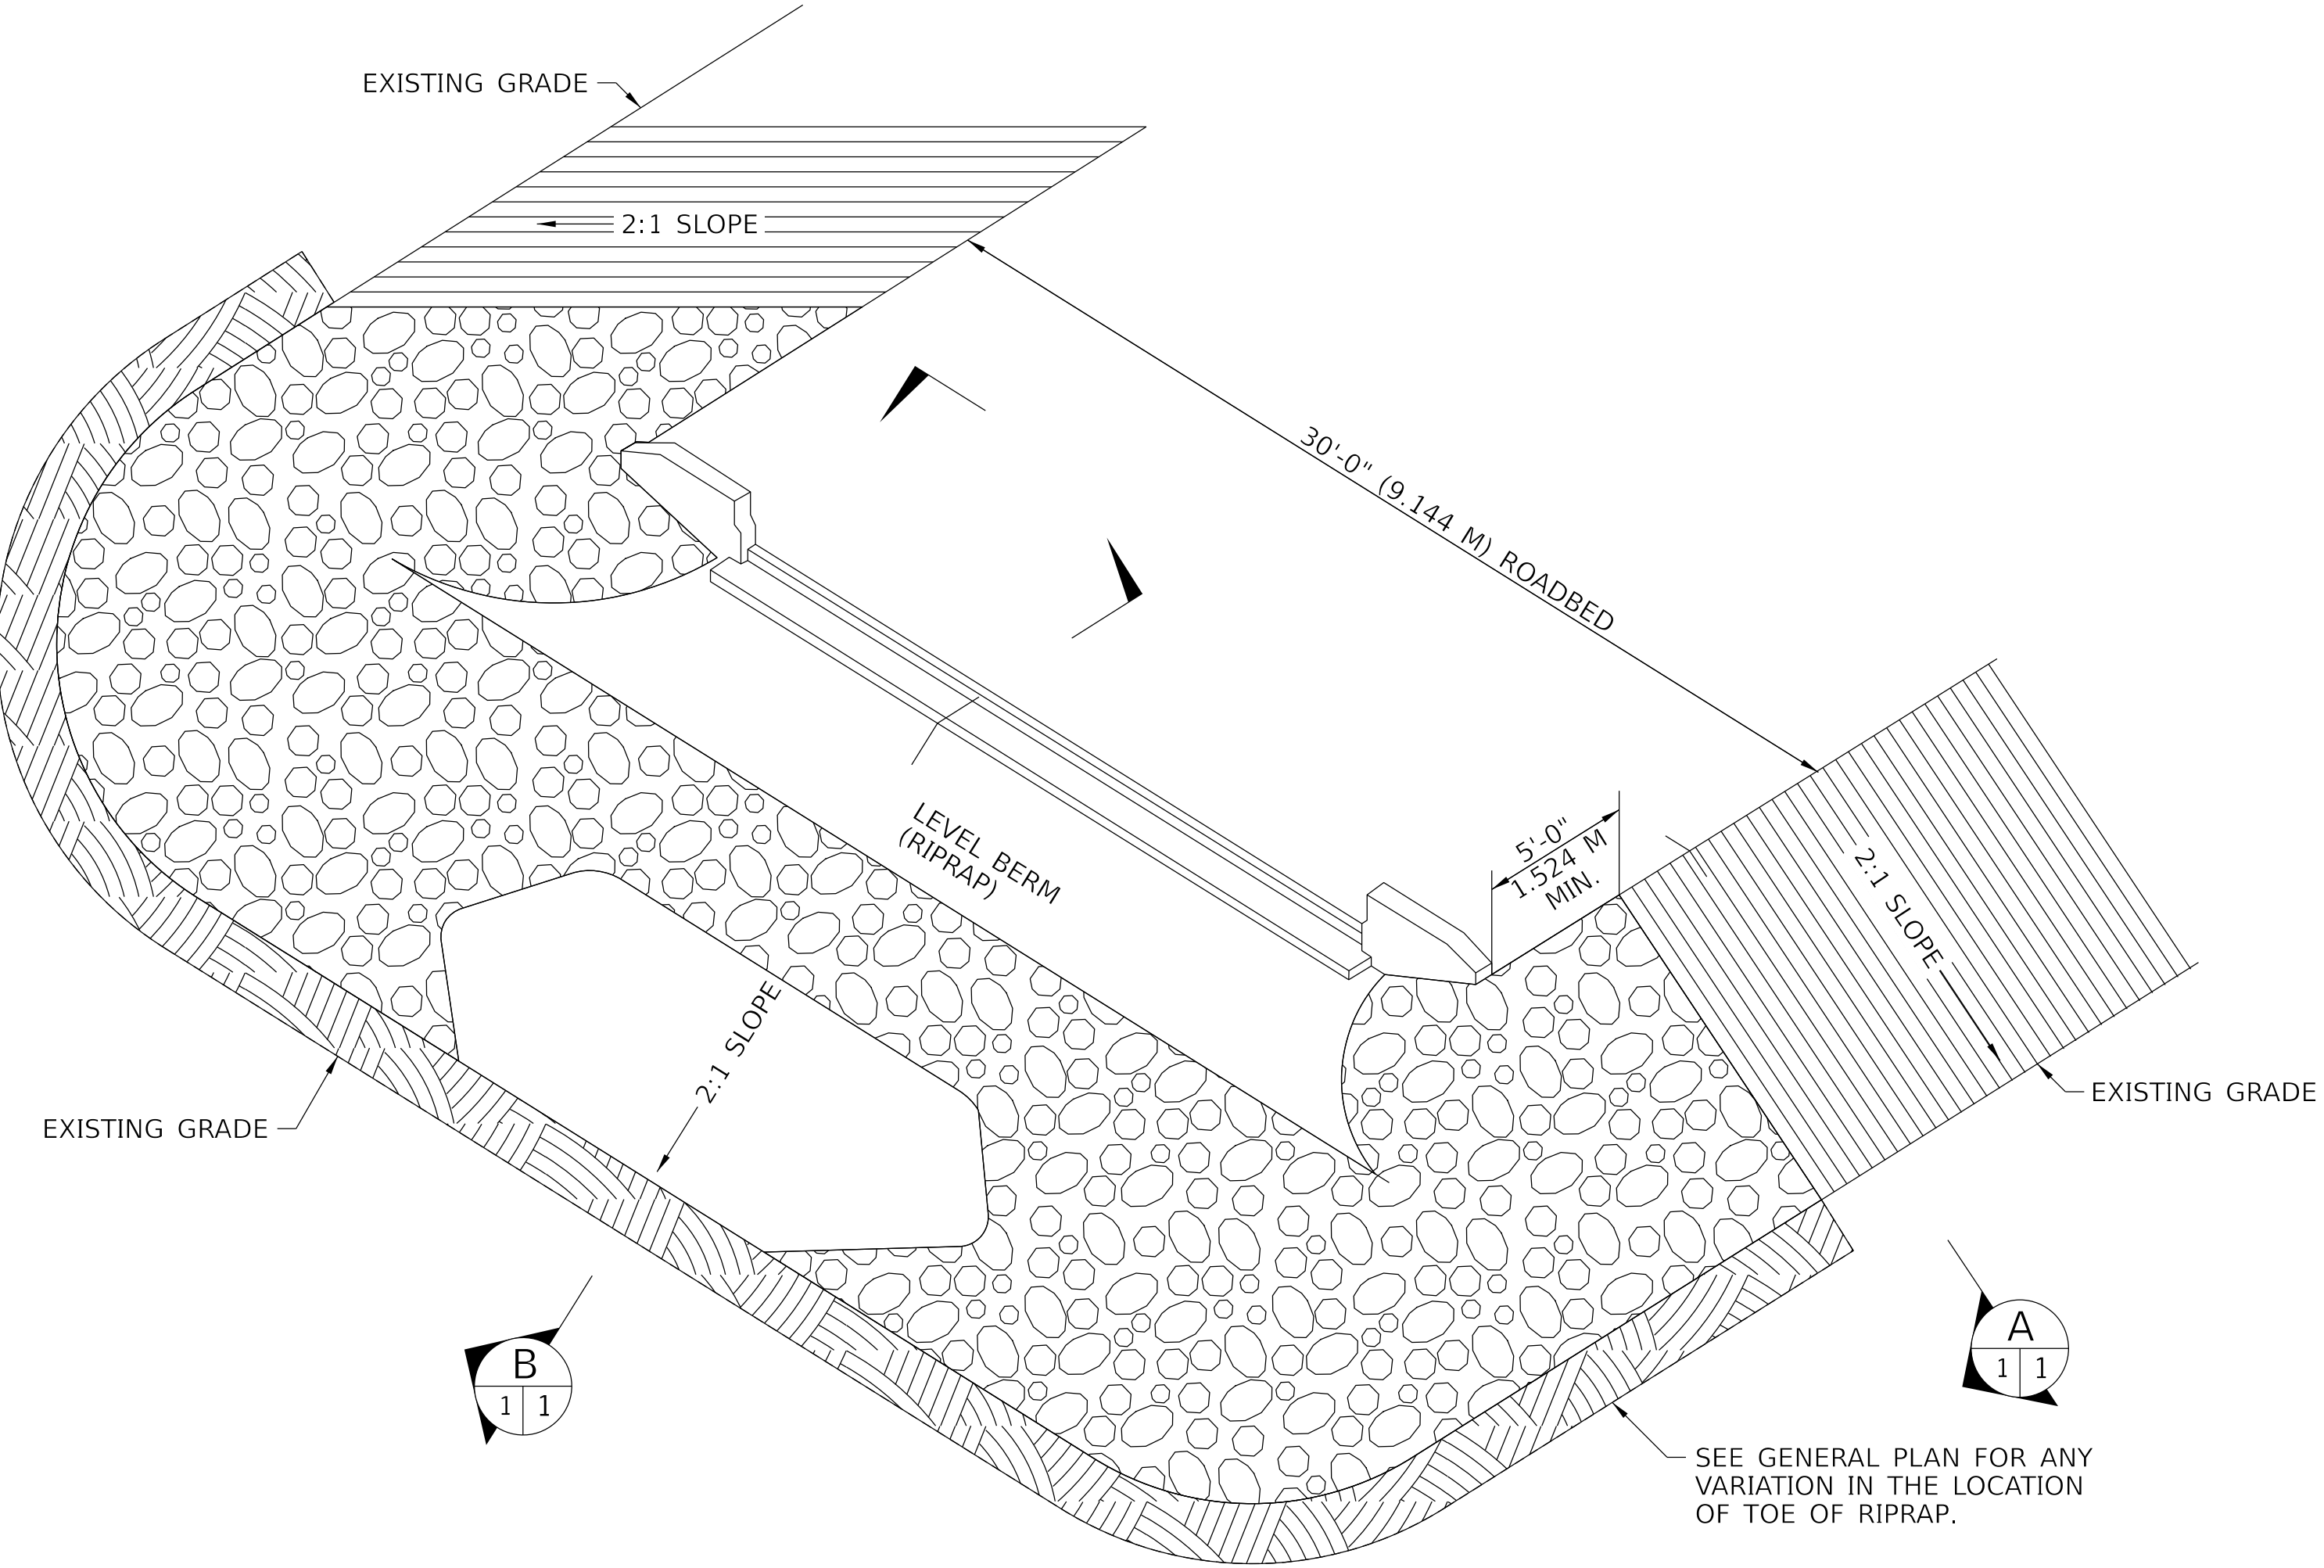 EXISTING GRADE
2:1 SLOPE
30'-0" (9.144 M) ROADBED
5'-0"
1.524 M
MIN.
2:1 SLOPE
LEVEL BERM
(RIPRAP)
2:1 SLOPE
EXISTING GRADE
EXISTING GRADE
B
1 1
A
1 1
SEE GENERAL PLAN FOR ANY
VARIATION IN THE LOCATION
OF TOE OF RIPRAP.